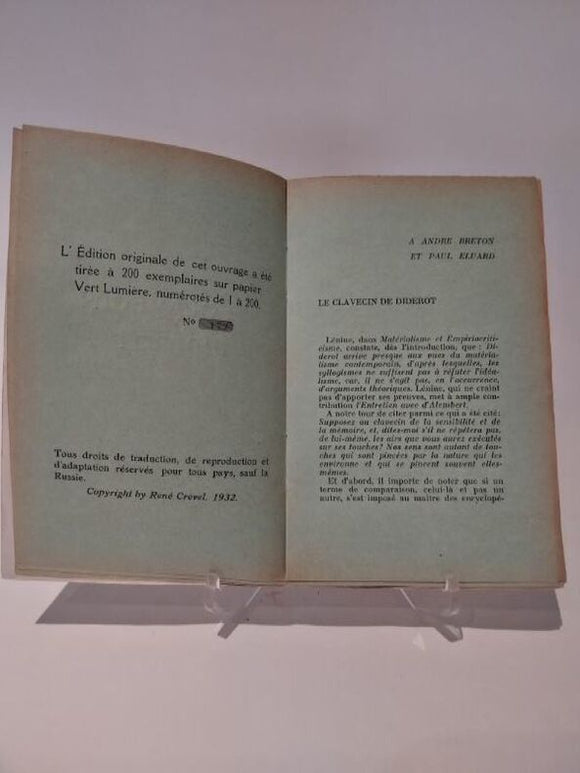 L' Édition originale de cet ouvrage a été
tirée à 200 exemplaires sur papier
Vert Lumière, numérotés de 1 à 200.
No
Tous droits de traduction, de reproduction et
d'adaptation réservés pour tous pays, sauf la
Russie.
Copyright by René Crevel. 1932.
A ANDRE BRETON
ET PAUL ELUARD
LE CLAVECIN DE DIDEROT
Lénine, dans Matérialisme et Empiriocriti-
cisme, constate, dès l'introduction, que : Di-
derot arrive presque aux vues du matéria-
lisme contemporain, d'après lesquelles, les
syllogismes ne suffisent pas à réfuter l'idéa-
lisme, car, il ne s'agit pas, en l'occurrence,
d'arguments théoriques. Lénine, qui ne craint
pas d'apporter ses preuves, met à ample con-
tribution l'Entretien avec d'Alembert.
A notre tour de citer parmi ce qui a été cité:
Supposez au clavecin de la sensibilité et de
la mémoire, et, dites-moi s'il ne répétera pas,
de lui-même, les airs que vous aurez exécutés
sur ses touches? Nos sens sont autant de tou-
ches qui sont pincées par la nature qui les
environne et qui se pincent souvent elles-
mêmes.
Et d'abord, il importe de noter que si un
terme de comparaison, celui-là et pas un
autre, s'est imposé au maître des encyclopé-